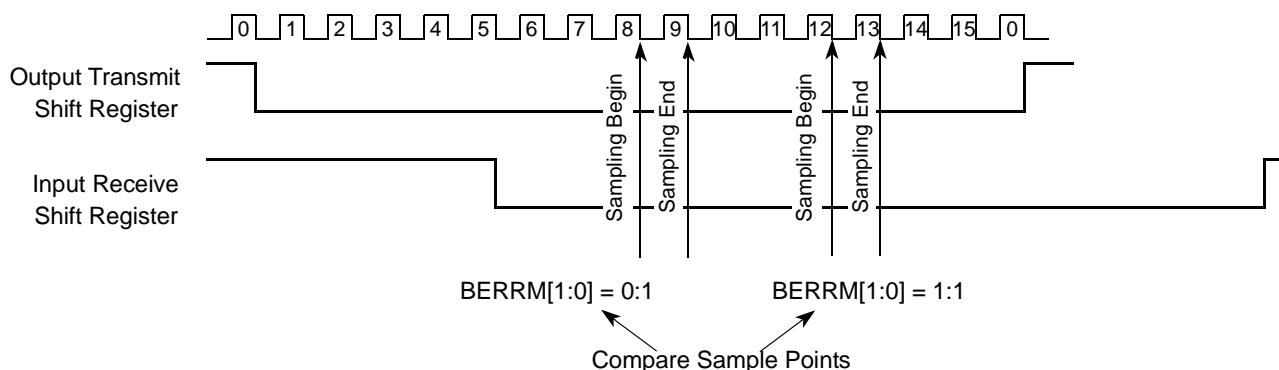 0 1 2 3 4 5 6 7 8 9 10 11 12 13 14 15 0
Output Transmit
Shift Register
Input Receive
Shift Register
Sampling Begin
Sampling End
Sampling Begin
Sampling End
BERRM[1:0] = 0:1
BERRM[1:0] = 1:1
Compare Sample Points